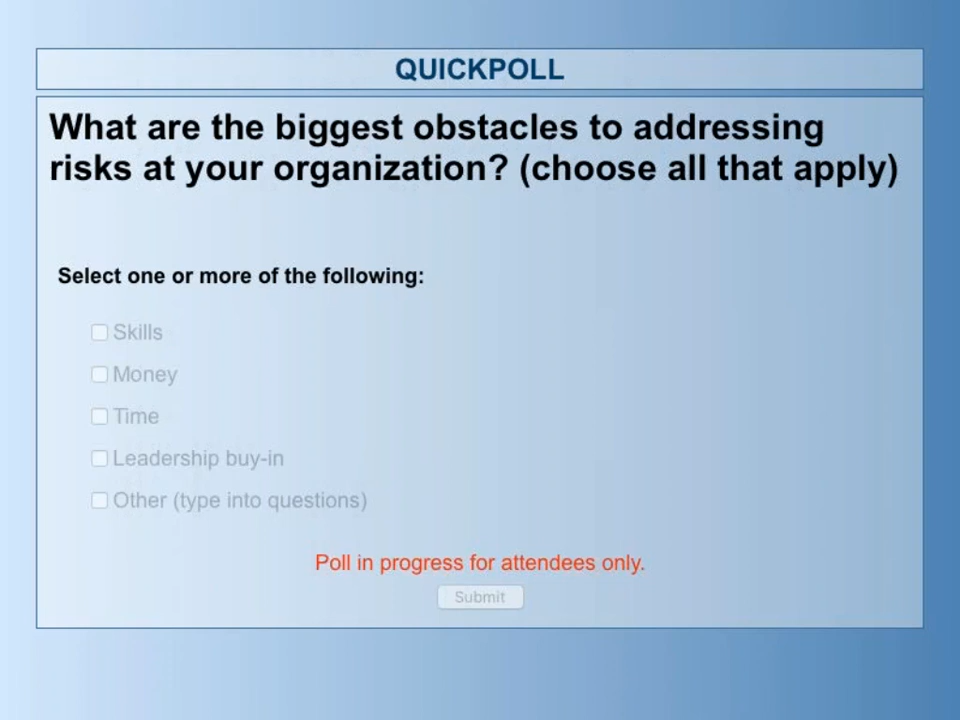 QUICKPOLL
What are the biggest obstacles to addressing
risks at your organization? (choose all that apply)
Select one or more of the following:
Skills
Money
Time
Leadership buy-in
Other (type into questions)
Poll in progress for attendees only.
Submit